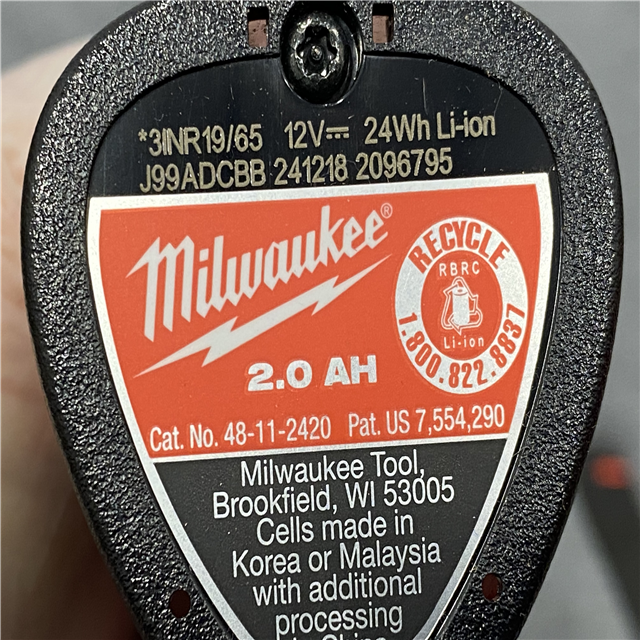 *3INR19/65 12V⎓ 24Wh Li-ion
J99ADCBB 241218 2096795
Milwaukee®
RECYCLE
RBRC
Li-ion
1.800.822.8837
2.0 AH
Cat. No. 48-11-2420 Pat. US 7,554,290
Milwaukee Tool,
Brookfield, WI 53005
Cells made in
Korea or Malaysia
with additional
processing